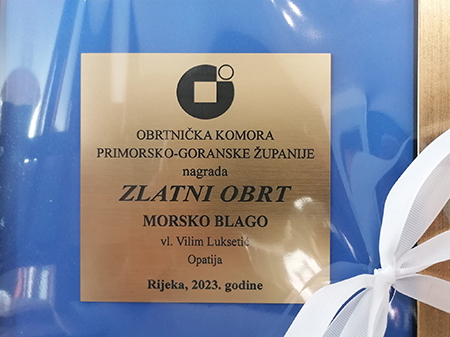 OBRTNIČKA KOMORA
PRIMORSKO-GORANSKE ŽUPANIJE
nagrada
ZLATNI OBRT
MORSKO BLAGO
vl. Vilim Luksetić
Opatija
Rijeka, 2023. godine